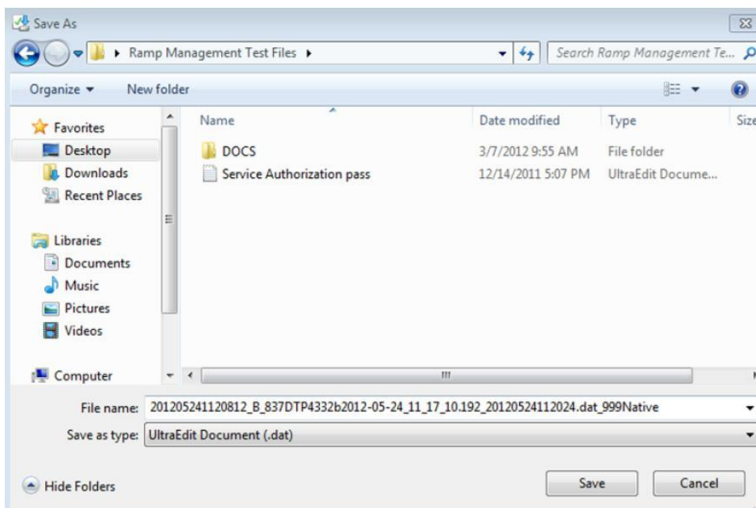 Save As
Ramp Management Test Files
Search Ramp Management Te...
Organize
New folder
Name
Date modified
Type
Size
Favorites
Desktop
Downloads
Recent Places
Libraries
Documents
Music
Pictures
Videos
Computer
DOCS 3/7/2012 9:55 AM File folder
Service Authorization pass 12/14/2011 5:07 PM UltraEdit Docume...
File name: 201205241120812_B_837DTP4332b2012-05-24_11_17_10.192_20120524112024.dat_999Native
Save as type: UltraEdit Document (.dat)
Hide Folders
Save
Cancel